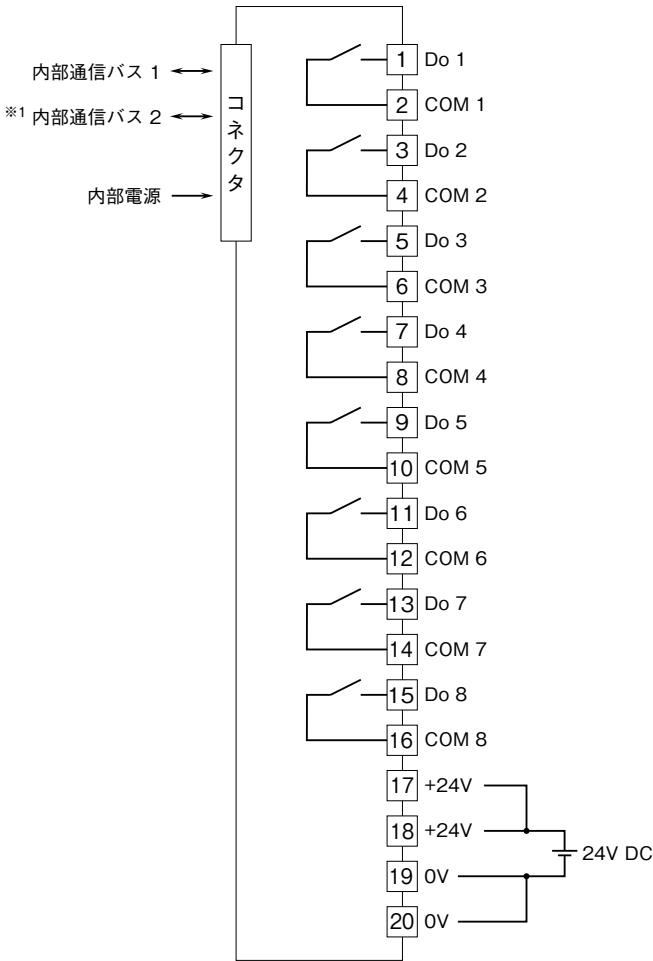 内部通信バス 1
※1 内部通信バス 2
内部電源
コネクタ
1 Do 1
2 COM 1
3 Do 2
4 COM 2
5 Do 3
6 COM 3
7 Do 4
8 COM 4
9 Do 5
10 COM 5
11 Do 6
12 COM 6
13 Do 7
14 COM 7
15 Do 8
16 COM 8
17 +24V
18 +24V
24V DC
19 0V
20 0V